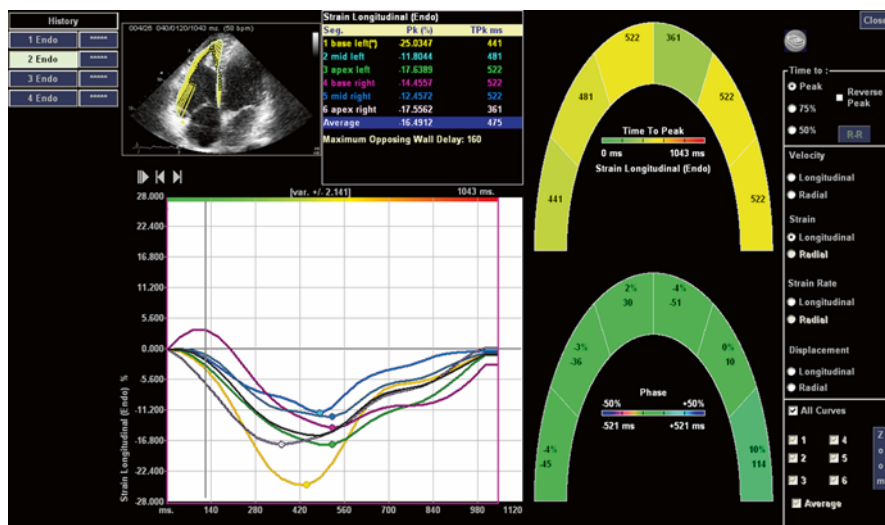 History
1 Endo *****
2 Endo *****
3 Endo *****
4 Endo *****
004/26 040/0120/1043 ms. (58 bpm)
Strain Longitudinal (Endo)
Seg. Pk (%) TPk ms
1 base left(*) -25.0347 441
2 mid left -11.8044 481
3 apex left -17.6389 522
4 base right -14.4557 522
5 mid right -12.4572 522
6 apex right -17.5562 361
Average -16.4912 475
Maximum Opposing Wall Delay: 160
[var. +/- 2.141] 1043 ms.
28.000
22.400
16.800
11.200
5.600
0.000
-5.600
-11.200
-16.800
-22.400
-28.000
Strain Longitudinal (Endo) %
ms. 140 280 420 560 700 840 980 1120
522 361
481 522
441 522
Time To Peak
0 ms 1043 ms
Strain Longitudinal (Endo)
2% -4%
30 -51
-3% 0%
-36 10
-4% 10%
-45 114
Phase
-50% +50%
-521 ms +521 ms
Close
Time to :
Peak
Reverse Peak
75%
50%
R-R
Velocity
Longitudinal
Radial
Strain
Longitudinal
Radial
Strain Rate
Longitudinal
Radial
Displacement
Longitudinal
Radial
All Curves
1 4
2 5
3 6
Average
Z
o
o
m